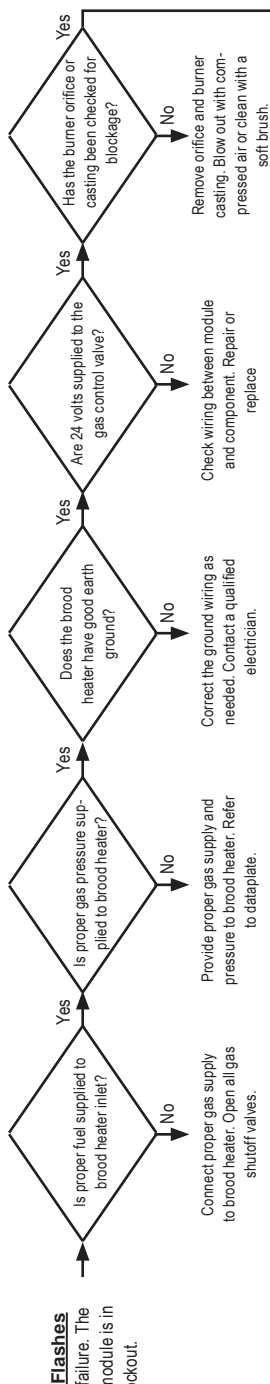 Flashes
failure. The
module is in
ockout.
Is proper fuel supplied to
brood heater inlet?
Yes
No
Connect proper gas supply
to brood heater. Open all gas
shutoff valves.
Is proper gas pressure sup-
plied to brood heater?
Yes
No
Provide proper gas supply and
pressure to brood heater. Refer
to dataplate.
Does the brood
heater have good earth
ground?
Yes
No
Correct the ground wiring as
needed. Contact a qualified
electrician.
Are 24 volts supplied to the
gas control valve?
Yes
No
Check wiring between module
and component. Repair or
replace
Has the burner orifice or
casting been checked for
blockage?
Yes
No
Remove orifice and burner
casting. Blow out with com-
pressed air or clean with a
soft brush.